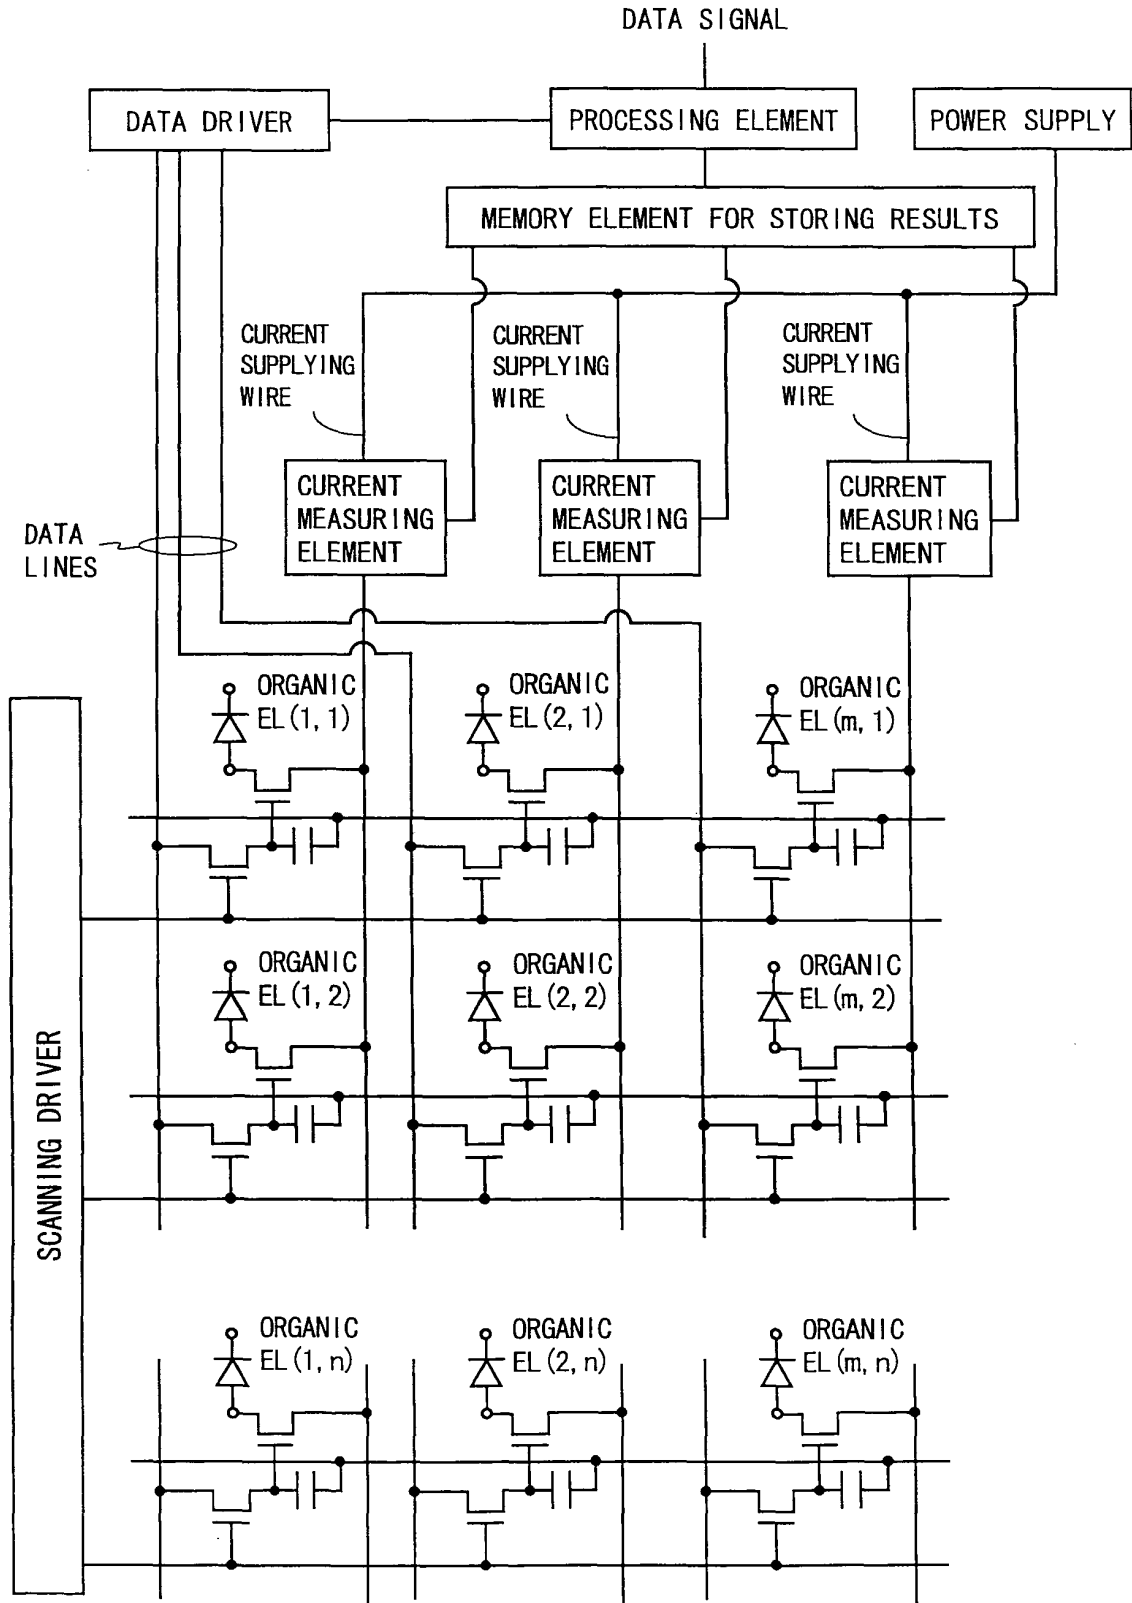 DATA SIGNAL
DATA DRIVER
PROCESSING ELEMENT
POWER SUPPLY
MEMORY ELEMENT FOR STORING RESULTS
CURRENT
SUPPLYING
WIRE
CURRENT
SUPPLYING
WIRE
CURRENT
SUPPLYING
WIRE
CURRENT
MEASURING
ELEMENT
CURRENT
MEASURING
ELEMENT
CURRENT
MEASURING
ELEMENT
DATA
LINES
ORGANIC
EL(1,1)
ORGANIC
EL(2,1)
ORGANIC
EL(m,1)
ORGANIC
EL(1,2)
ORGANIC
EL(2,2)
ORGANIC
EL(m,2)
SCANNING DRIVER
ORGANIC
EL(1,n)
ORGANIC
EL(2,n)
ORGANIC
EL(m,n)